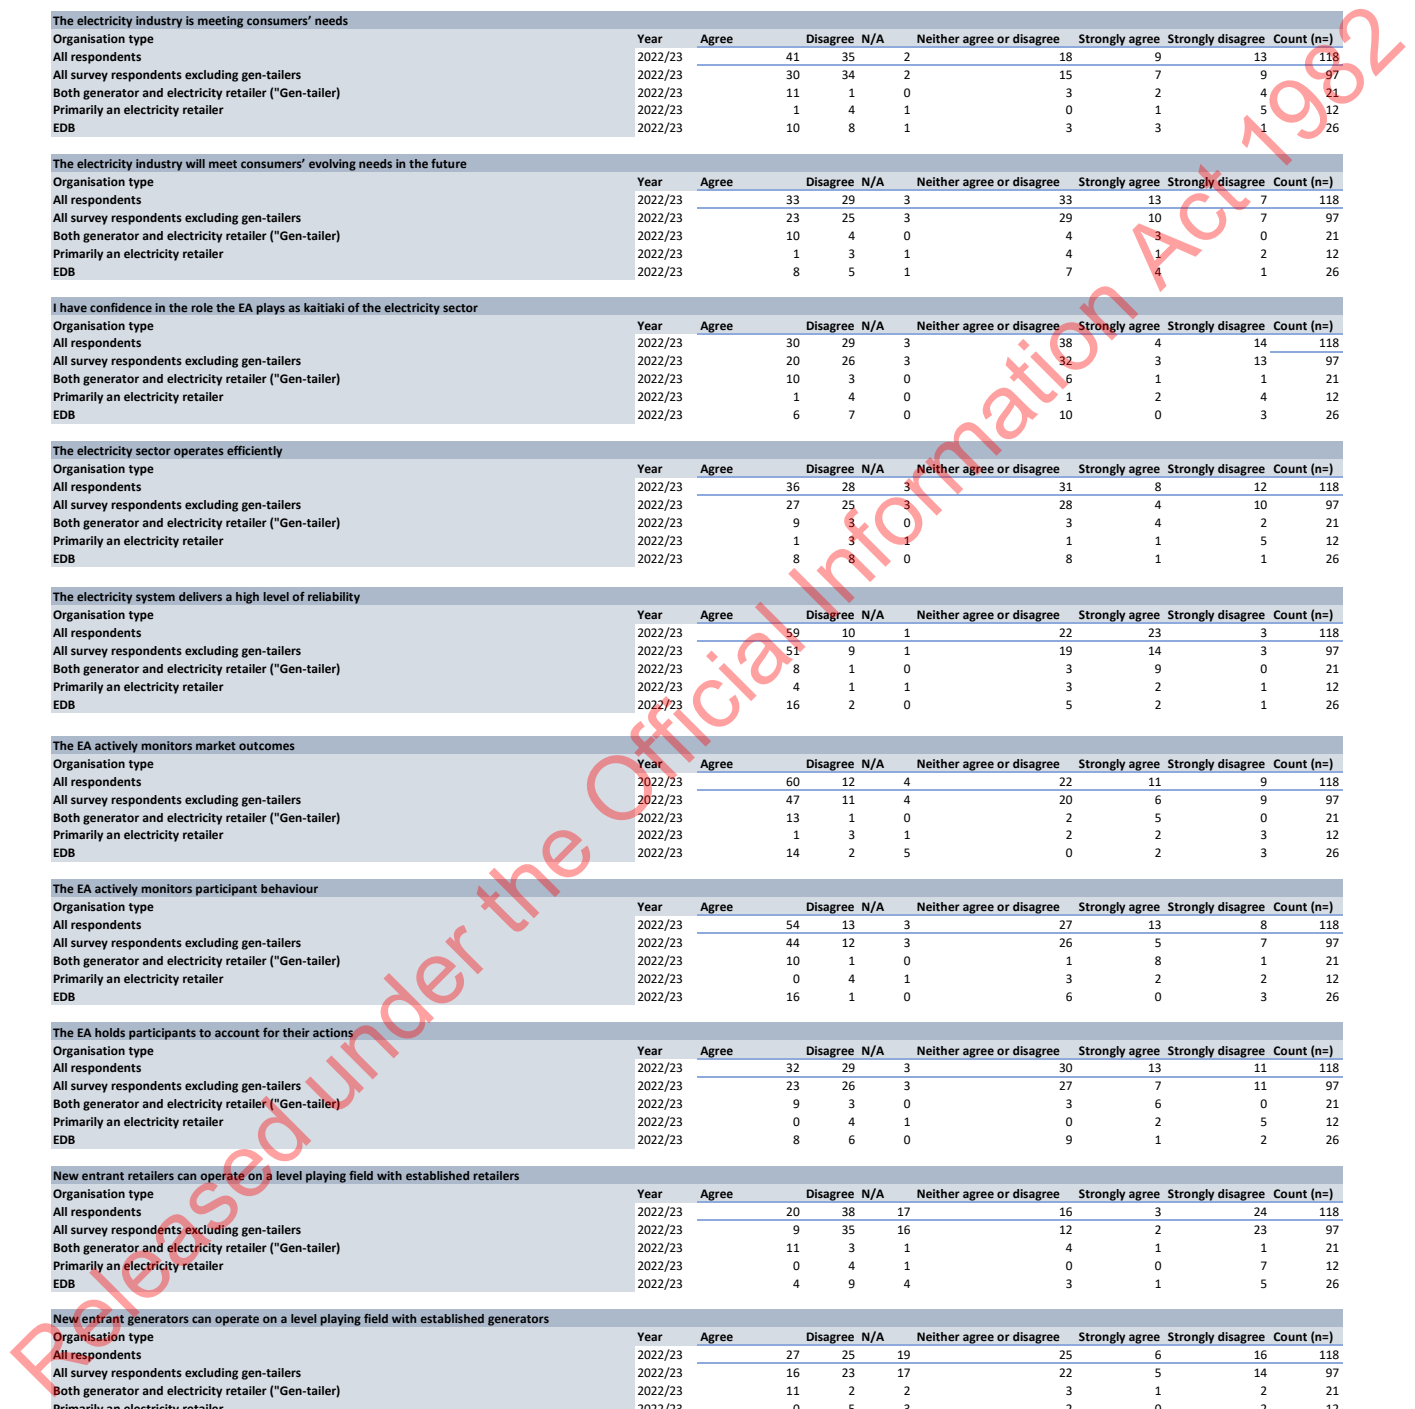 The electricity industry is meeting consumers’ needs
Organisation type Year Agree Disagree N/A Neither agree or disagree Strongly agree Strongly disagree Count (n=)
All respondents 2022/23 41 35 2 18 9 13 118
All survey respondents excluding gen-tailers 2022/23 30 34 2 15 7 9 97
Both generator and electricity retailer ("Gen-tailer) 2022/23 11 1 0 3 2 4 21
Primarily an electricity retailer 2022/23 1 4 1 0 1 5 12
EDB 2022/23 10 8 1 3 3 1 26
The electricity industry will meet consumers’ evolving needs in the future
Organisation type Year Agree Disagree N/A Neither agree or disagree Strongly agree Strongly disagree Count (n=)
All respondents 2022/23 33 29 3 33 13 7 118
All survey respondents excluding gen-tailers 2022/23 23 25 3 29 10 7 97
Both generator and electricity retailer ("Gen-tailer) 2022/23 10 4 0 4 3 0 21
Primarily an electricity retailer 2022/23 1 3 1 4 1 2 12
EDB 2022/23 8 5 1 7 4 1 26
I have confidence in the role the EA plays as kaitiaki of the electricity sector
Organisation type Year Agree Disagree N/A Neither agree or disagree Strongly agree Strongly disagree Count (n=)
All respondents 2022/23 30 29 3 38 4 14 118
All survey respondents excluding gen-tailers 2022/23 20 26 3 32 3 13 97
Both generator and electricity retailer ("Gen-tailer) 2022/23 10 3 0 6 1 1 21
Primarily an electricity retailer 2022/23 1 4 0 1 2 4 12
EDB 2022/23 6 7 0 10 0 3 26
The electricity sector operates efficiently
Organisation type Year Agree Disagree N/A Neither agree or disagree Strongly agree Strongly disagree Count (n=)
All respondents 2022/23 36 28 3 31 8 12 118
All survey respondents excluding gen-tailers 2022/23 27 25 3 28 4 10 97
Both generator and electricity retailer ("Gen-tailer) 2022/23 9 3 0 3 4 2 21
Primarily an electricity retailer 2022/23 1 3 1 1 1 5 12
EDB 2022/23 8 8 0 8 1 1 26
The electricity system delivers a high level of reliability
Organisation type Year Agree Disagree N/A Neither agree or disagree Strongly agree Strongly disagree Count (n=)
All respondents 2022/23 59 10 1 22 23 3 118
All survey respondents excluding gen-tailers 2022/23 51 9 1 19 14 3 97
Both generator and electricity retailer ("Gen-tailer) 2022/23 8 1 0 3 9 0 21
Primarily an electricity retailer 2022/23 4 1 1 3 2 1 12
EDB 2022/23 16 2 0 5 2 1 26
The EA actively monitors market outcomes
Organisation type Year Agree Disagree N/A Neither agree or disagree Strongly agree Strongly disagree Count (n=)
All respondents 2022/23 60 12 4 22 11 9 118
All survey respondents excluding gen-tailers 2022/23 47 11 4 20 6 9 97
Both generator and electricity retailer ("Gen-tailer) 2022/23 13 1 0 2 5 0 21
Primarily an electricity retailer 2022/23 1 3 1 2 2 3 12
EDB 2022/23 14 2 5 0 2 3 26
The EA actively monitors participant behaviour
Organisation type Year Agree Disagree N/A Neither agree or disagree Strongly agree Strongly disagree Count (n=)
All respondents 2022/23 54 13 3 27 13 8 118
All survey respondents excluding gen-tailers 2022/23 44 12 3 26 5 7 97
Both generator and electricity retailer ("Gen-tailer) 2022/23 10 1 0 1 8 1 21
Primarily an electricity retailer 2022/23 0 4 1 3 2 2 12
EDB 2022/23 16 1 0 6 0 3 26
The EA holds participants to account for their actions
Organisation type Year Agree Disagree N/A Neither agree or disagree Strongly agree Strongly disagree Count (n=)
All respondents 2022/23 32 29 3 30 13 11 118
All survey respondents excluding gen-tailers 2022/23 23 26 3 27 7 11 97
Both generator and electricity retailer ("Gen-tailer) 2022/23 9 3 0 3 6 0 21
Primarily an electricity retailer 2022/23 0 4 1 0 2 5 12
EDB 2022/23 8 6 0 9 1 2 26
New entrant retailers can operate on a level playing field with established retailers
Organisation type Year Agree Disagree N/A Neither agree or disagree Strongly agree Strongly disagree Count (n=)
All respondents 2022/23 20 38 17 16 3 24 118
All survey respondents excluding gen-tailers 2022/23 9 35 16 12 2 23 97
Both generator and electricity retailer ("Gen-tailer) 2022/23 11 3 1 4 1 1 21
Primarily an electricity retailer 2022/23 0 4 1 0 0 7 12
EDB 2022/23 4 9 4 3 1 5 26
New entrant generators can operate on a level playing field with established generators
Organisation type Year Agree Disagree N/A Neither agree or disagree Strongly agree Strongly disagree Count (n=)
All respondents 2022/23 27 25 19 25 6 16 118
All survey respondents excluding gen-tailers 2022/23 16 23 17 22 5 14 97
Both generator and electricity retailer ("Gen-tailer) 2022/23 11 2 2 3 1 2 21
Primarily an electricity retailer 2022/23 0 5 3 2 0 2 12
Released under the Official Information Act 1982